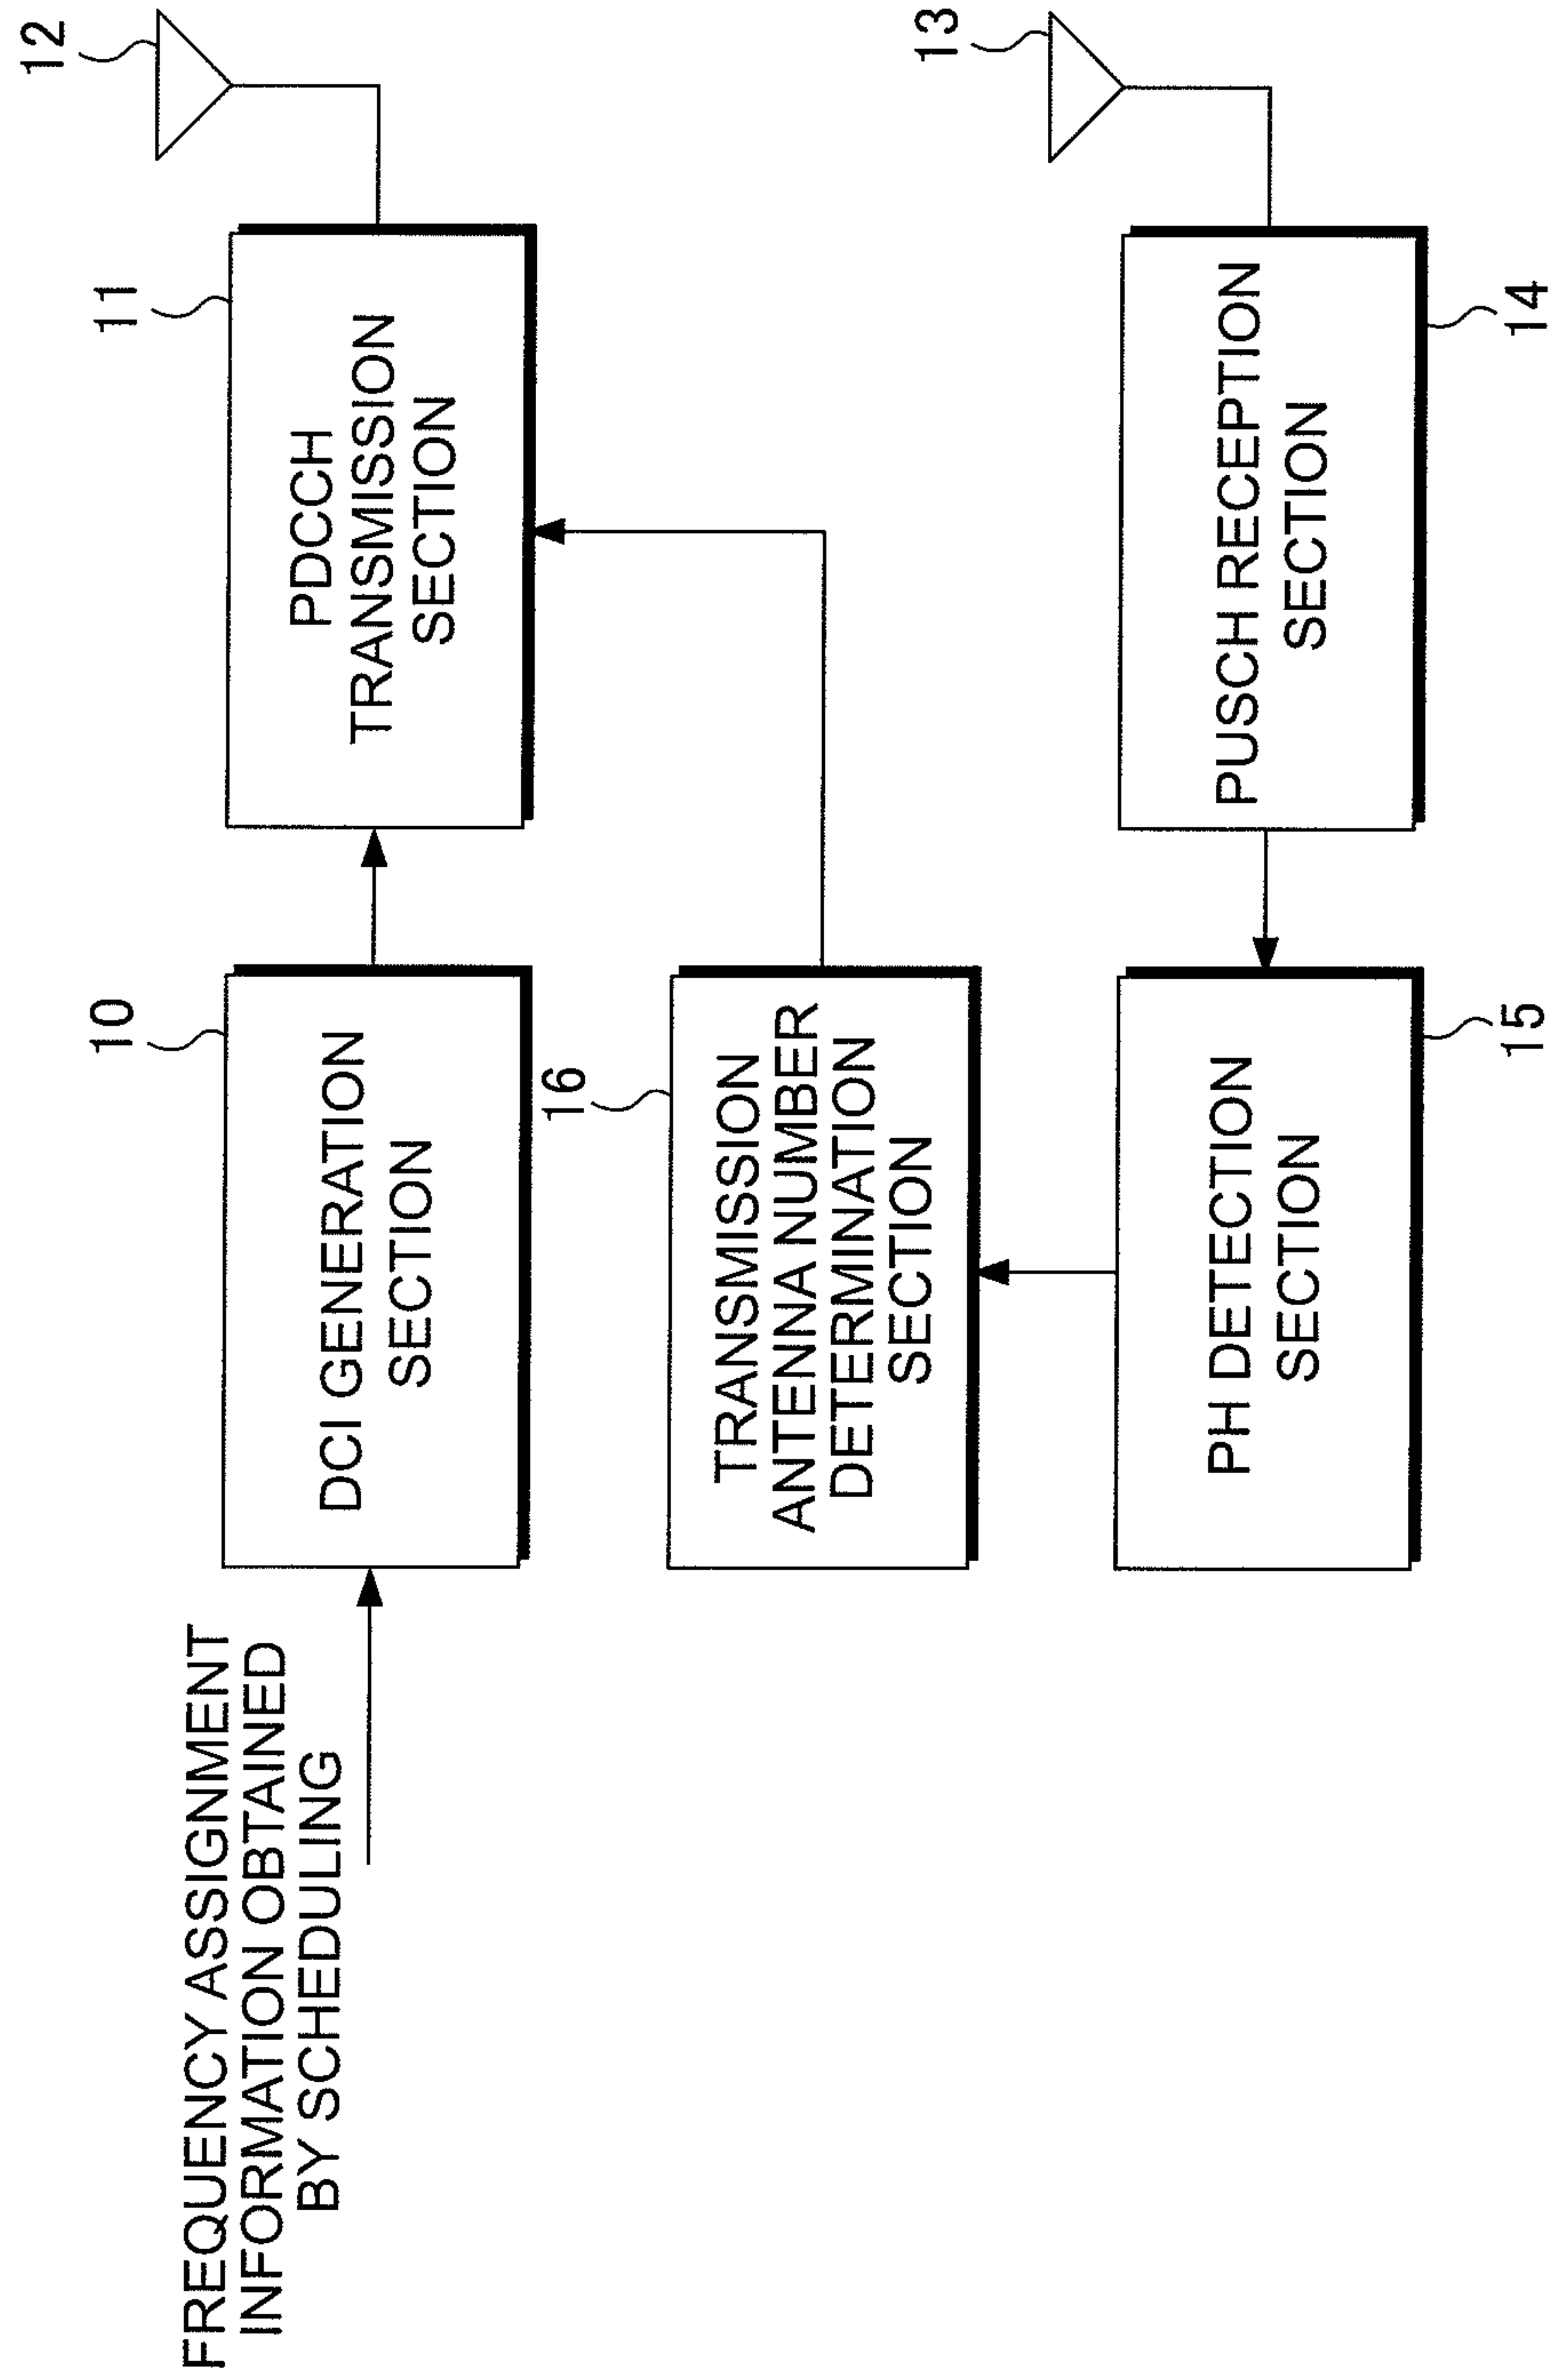 FREQUENCY ASSIGNMENT
INFORMATION OBTAINED
BY SCHEDULING
10
DCI GENERATION
SECTION
11
PDCCH
TRANSMISSION
SECTION
12
16
TRANSMISSION
ANTENNA NUMBER
DETERMINATION
SECTION
13
PH DETECTION
SECTION
15
PUSCH RECEPTION
SECTION
14